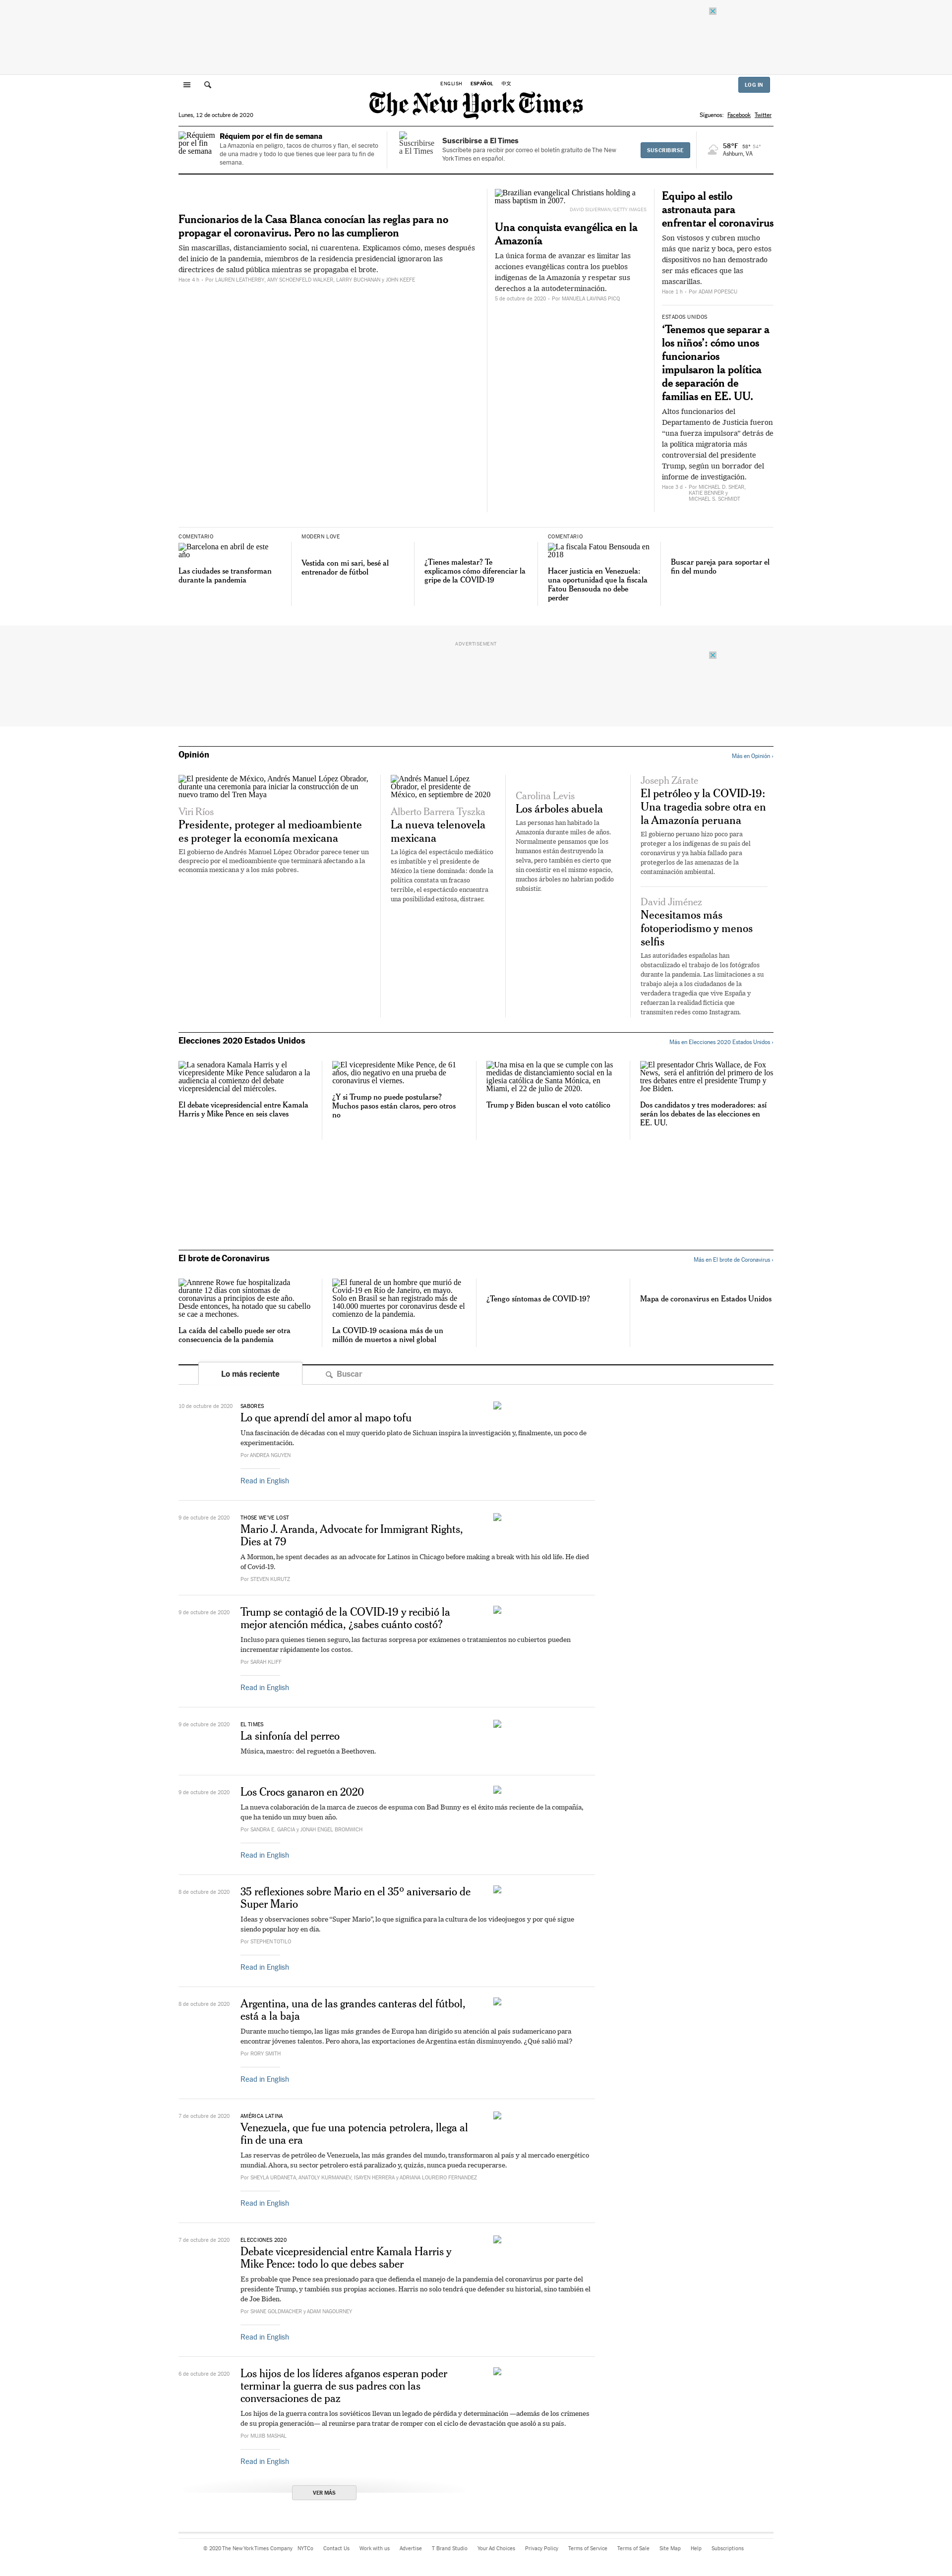 ENGLISH ESPAÑOL 中文
LOG IN
The New York Times
Lunes, 12 de octubre de 2020
Síguenos: Facebook Twitter
Réquiem por el fin de semana
Réquiem por el fin de semana
La Amazonía en peligro, tacos de churros y flan, el secreto
de una madre y todo lo que tienes que leer para tu fin de
semana.
Suscribirse a El Times
Suscribirse a El Times
Suscríbete para recibir por correo el boletín gratuito de The New
York Times en español.
SUSCRIBIRSE
58°F 58° 54°
Ashburn, VA
Funcionarios de la Casa Blanca conocían las reglas para no
propagar el coronavirus. Pero no las cumplieron
Sin mascarillas, distanciamiento social, ni cuarentena. Explicamos cómo, meses después
del inicio de la pandemia, miembros de la residencia presidencial ignoraron las
directrices de salud pública mientras se propagaba el brote.
Hace 4 h - Por LAUREN LEATHERBY, AMY SCHOENFELD WALKER, LARRY BUCHANAN y JOHN KEEFE
Brazilian evangelical Christians holding a
mass baptism in 2007.
DAVID SILVERMAN/GETTY IMAGES
Una conquista evangélica en la
Amazonía
La única forma de avanzar es limitar las
acciones evangélicas contra los pueblos
indígenas de la Amazonía y respetar sus
derechos a la autodeterminación.
5 de octubre de 2020 - Por MANUELA LAVINAS PICQ
Equipo al estilo
astronauta para
enfrentar el coronavirus
Son vistosos y cubren mucho
más que nariz y boca, pero estos
dispositivos no han demostrado
ser más eficaces que las
mascarillas.
Hace 1 h - Por ADAM POPESCU
ESTADOS UNIDOS
‘Tenemos que separar a
los niños’: cómo unos
funcionarios
impulsaron la política
de separación de
familias en EE. UU.
Altos funcionarios del
Departamento de Justicia fueron
“una fuerza impulsora” detrás de
la política migratoria más
controversial del presidente
Trump, según un borrador del
informe de investigación.
Hace 3 d - Por MICHAEL D. SHEAR,
KATIE BENNER y
MICHAEL S. SCHMIDT
COMENTARIO
Barcelona en abril de este
año
Las ciudades se transforman
durante la pandemia
MODERN LOVE
Vestida con mi sari, besé al
entrenador de fútbol
¿Tienes malestar? Te
explicamos cómo diferenciar la
gripe de la COVID-19
COMENTARIO
La fiscala Fatou Bensouda en
2018
Hacer justicia en Venezuela:
una oportunidad que la fiscala
Fatou Bensouda no debe
perder
Buscar pareja para soportar el
fin del mundo
ADVERTISEMENT
Opinión
Más en Opinión ›
El presidente de México, Andrés Manuel López Obrador,
durante una ceremonia para iniciar la construcción de un
nuevo tramo del Tren Maya
Viri Ríos
Presidente, proteger al medioambiente
es proteger la economía mexicana
El gobierno de Andrés Manuel López Obrador parece tener un
desprecio por el medioambiente que terminará afectando a la
economía mexicana y a los más pobres.
Andrés Manuel López
Obrador, el presidente de
México, en septiembre de 2020
Alberto Barrera Tyszka
La nueva telenovela
mexicana
La lógica del espectáculo mediático
es imbatible y el presidente de
México la tiene dominada: donde la
política constata un fracaso
terrible, el espectáculo encuentra
una posibilidad exitosa, distraer.
Carolina Levis
Los árboles abuela
Las personas han habitado la
Amazonía durante miles de años.
Normalmente pensamos que los
humanos están destruyendo la
selva, pero también es cierto que
sin coexistir en el mismo espacio,
muchos árboles no habrían podido
subsistir.
Joseph Zárate
El petróleo y la COVID-19:
Una tragedia sobre otra en
la Amazonía peruana
El gobierno peruano hizo poco para
proteger a los indígenas de su país del
coronavirus y ya había fallado para
protegerlos de las amenazas de la
contaminación ambiental.
David Jiménez
Necesitamos más
fotoperiodismo y menos
selfis
Las autoridades españolas han
obstaculizado el trabajo de los fotógrafos
durante la pandemia. Las limitaciones a su
trabajo aleja a los ciudadanos de la
verdadera tragedia que vive España y
refuerzan la realidad ficticia que
transmiten redes como Instagram.
Elecciones 2020 Estados Unidos
Más en Elecciones 2020 Estados Unidos ›
La senadora Kamala Harris y el
vicepresidente Mike Pence saludaron a la
audiencia al comienzo del debate
vicepresidencial del miércoles.
El debate vicepresidencial entre Kamala
Harris y Mike Pence en seis claves
El vicepresidente Mike Pence, de 61
años, dio negativo en una prueba de
coronavirus el viernes.
¿Y si Trump no puede postularse?
Muchos pasos están claros, pero otros
no
Una misa en la que se cumple con las
medidas de distanciamiento social en la
iglesia católica de Santa Mónica, en
Miami, el 22 de julio de 2020.
Trump y Biden buscan el voto católico
El presentador Chris Wallace, de Fox
News, será el anfitrión del primero de los
tres debates entre el presidente Trump y
Joe Biden.
Dos candidatos y tres moderadores: así
serán los debates de las elecciones en
EE. UU.
El brote de Coronavirus
Más en El brote de Coronavirus ›
Annrene Rowe fue hospitalizada
durante 12 días con síntomas de
coronavirus a principios de este año.
Desde entonces, ha notado que su cabello
se cae a mechones.
La caída del cabello puede ser otra
consecuencia de la pandemia
El funeral de un hombre que murió de
Covid-19 en Río de Janeiro, en mayo.
Solo en Brasil se han registrado más de
140.000 muertes por coronavirus desde el
comienzo de la pandemia.
La COVID-19 ocasiona más de un
millón de muertos a nivel global
¿Tengo síntomas de COVID-19?
Mapa de coronavirus en Estados Unidos
Lo más reciente
Buscar
10 de octubre de 2020
SABORES
Lo que aprendí del amor al mapo tofu
Una fascinación de décadas con el muy querido plato de Sichuan inspira la investigación y, finalmente, un poco de
experimentación.
Por ANDREA NGUYEN
Read in English
9 de octubre de 2020
THOSE WE'VE LOST
Mario J. Aranda, Advocate for Immigrant Rights,
Dies at 79
A Mormon, he spent decades as an advocate for Latinos in Chicago before making a break with his old life. He died
of Covid-19.
Por STEVEN KURUTZ
9 de octubre de 2020
Trump se contagió de la COVID-19 y recibió la
mejor atención médica, ¿sabes cuánto costó?
Incluso para quienes tienen seguro, las facturas sorpresa por exámenes o tratamientos no cubiertos pueden
incrementar rápidamente los costos.
Por SARAH KLIFF
Read in English
9 de octubre de 2020
EL TIMES
La sinfonía del perreo
Música, maestro: del reguetón a Beethoven.
9 de octubre de 2020
Los Crocs ganaron en 2020
La nueva colaboración de la marca de zuecos de espuma con Bad Bunny es el éxito más reciente de la compañía,
que ha tenido un muy buen año.
Por SANDRA E. GARCIA y JONAH ENGEL BROMWICH
Read in English
8 de octubre de 2020
35 reflexiones sobre Mario en el 35º aniversario de
Super Mario
Ideas y observaciones sobre “Super Mario”, lo que significa para la cultura de los videojuegos y por qué sigue
siendo popular hoy en día.
Por STEPHEN TOTILO
Read in English
8 de octubre de 2020
Argentina, una de las grandes canteras del fútbol,
está a la baja
Durante mucho tiempo, las ligas más grandes de Europa han dirigido su atención al país sudamericano para
encontrar jóvenes talentos. Pero ahora, las exportaciones de Argentina están disminuyendo. ¿Qué salió mal?
Por RORY SMITH
Read in English
7 de octubre de 2020
AMÉRICA LATINA
Venezuela, que fue una potencia petrolera, llega al
fin de una era
Las reservas de petróleo de Venezuela, las más grandes del mundo, transformaron al país y al mercado energético
mundial. Ahora, su sector petrolero está paralizado y, quizás, nunca pueda recuperarse.
Por SHEYLA URDANETA, ANATOLY KURMANAEV, ISAYEN HERRERA y ADRIANA LOUREIRO FERNANDEZ
Read in English
7 de octubre de 2020
ELECCIONES 2020
Debate vicepresidencial entre Kamala Harris y
Mike Pence: todo lo que debes saber
Es probable que Pence sea presionado para que defienda el manejo de la pandemia del coronavirus por parte del
presidente Trump, y también sus propias acciones. Harris no solo tendrá que defender su historial, sino también el
de Joe Biden.
Por SHANE GOLDMACHER y ADAM NAGOURNEY
Read in English
6 de octubre de 2020
Los hijos de los líderes afganos esperan poder
terminar la guerra de sus padres con las
conversaciones de paz
Los hijos de la guerra contra los soviéticos llevan un legado de pérdida y determinación —además de los crímenes
de su propia generación— al reunirse para tratar de romper con el ciclo de devastación que asoló a su país.
Por MUJIB MASHAL
Read in English
VER MÁS
© 2020 The New York Times Company NYTCo Contact Us Work with us Advertise T Brand Studio Your Ad Choices Privacy Policy Terms of Service Terms of Sale Site Map Help Subscriptions